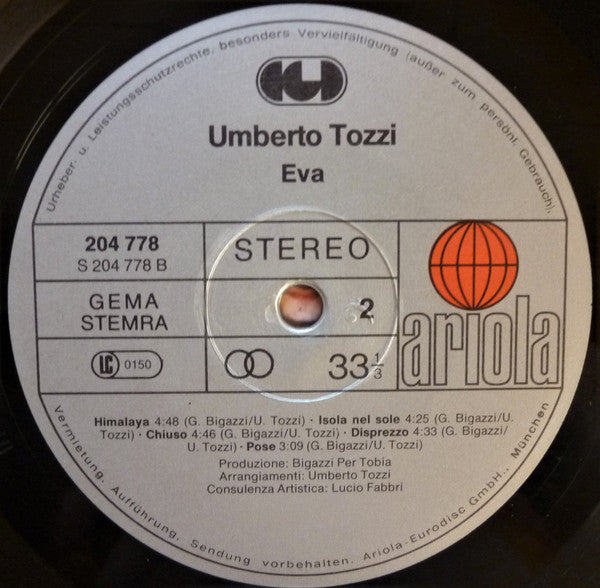 Urheber- u. Leistungsschutzrechte, besonders Vervielfältigung (außer zum persönl. Gebrauch),
Umberto Tozzi
Eva
204 778
S 204 778 B
STEREO
GEMA
STEMRA
2
LC 0150
33 1/3
ariola
Himalaya 4:48 (G. Bigazzi/U. Tozzi) · Isola nel sole 4:25 (G. Bigazzi/U.
Tozzi) · Chiuso 4:46 (G. Bigazzi/U. Tozzi) · Disprezzo 4:33 (G. Bigazzi/
U. Tozzi) · Pose 3:09 (G. Bigazzi/U. Tozzi)
Produzione: Bigazzi Per Tobia
Arrangiamenti: Umberto Tozzi
Consulenza Artistica: Lucio Fabbri
Vermietung, Aufführung, Sendung vorbehalten. Ariola-Eurodisc GmbH., München